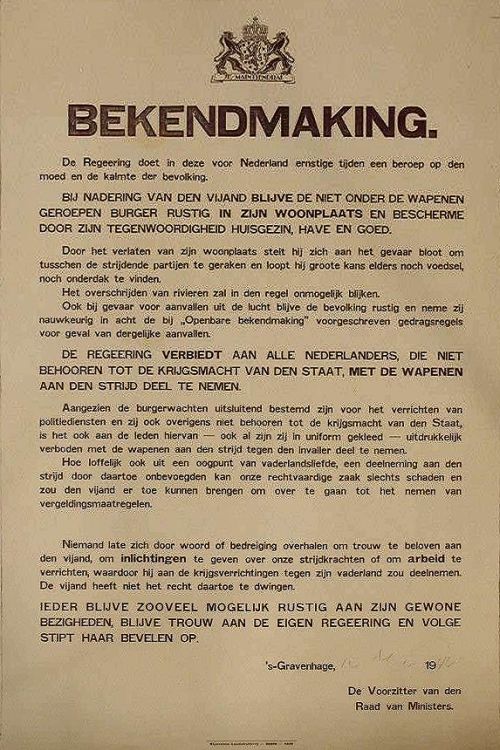 JE MAINTIENDRAI
BEKENDMAKING.
De Regeering doet in deze voor Nederland ernstige tijden een beroep op den
moed en de kalmte der bevolking.
BIJ NADERING VAN DEN VIJAND BLIJVE DE NIET ONDER DE WAPENEN
GEROEPEN BURGER RUSTIG IN ZIJN WOONPLAATS EN BESCHERME
DOOR ZIJN TEGENWOORDIGHEID HUISGEZIN, HAVE EN GOED.
Door het verlaten van zijn woonplaats stelt hij zich aan het gevaar bloot om
tusschen de strijdende partijen te geraken en loopt hij groote kans elders noch voedsel,
noch onderdak te vinden.
Het overschrijden van rivieren zal in den regel onmogelijk blijken.
Ook bij gevaar voor aanvallen uit de lucht blijve de bevolking rustig en neme zij
nauwkeurig in acht de bij „Openbare bekendmaking" voorgeschreven gedragsregels
voor geval van dergelijke aanvallen.
DE REGEERING VERBIEDT AAN ALLE NEDERLANDERS, DIE NIET
BEHOOREN TOT DE KRIJGSMACHT VAN DEN STAAT, MET DE WAPENEN
AAN DEN STRIJD DEEL TE NEMEN.
Aangezien de burgerwachten uitsluitend bestemd zijn voor het verrichten van
politiediensten en zij ook overigens niet behooren tot de krijgsmacht van den Staat,
is het ook aan de leden hiervan — ook al zijn zij in uniform gekleed — uitdrukkelijk
verboden met de wapenen aan den strijd tegen den invaller deel te nemen.
Hoe loffelijk ook uit een oogpunt van vaderlandsliefde, een deelneming aan den
strijd door daartoe onbevoegden kan onze rechtvaardige zaak slechts schaden en
zou den vijand er toe kunnen brengen om over te gaan tot het nemen van
vergeldingsmaatregelen.
Niemand late zich door woord of bedreiging overhalen om trouw te beloven aan
den vijand, om inlichtingen te geven over onze strijdkrachten of om arbeid te
verrichten, waardoor hij aan de krijgsverrichtingen tegen zijn vaderland zou deelnemen.
De vijand heeft niet het recht daartoe te dwingen.
IEDER BLIJVE ZOOVEEL MOGELIJK RUSTIG AAN ZIJN GEWONE
BEZIGHEDEN, BLIJVE TROUW AAN DE EIGEN REGEERING EN VOLGE
STIPT HAAR BEVELEN OP.
's-Gravenhage, 19
De Voorzitter van den
Raad van Ministers.